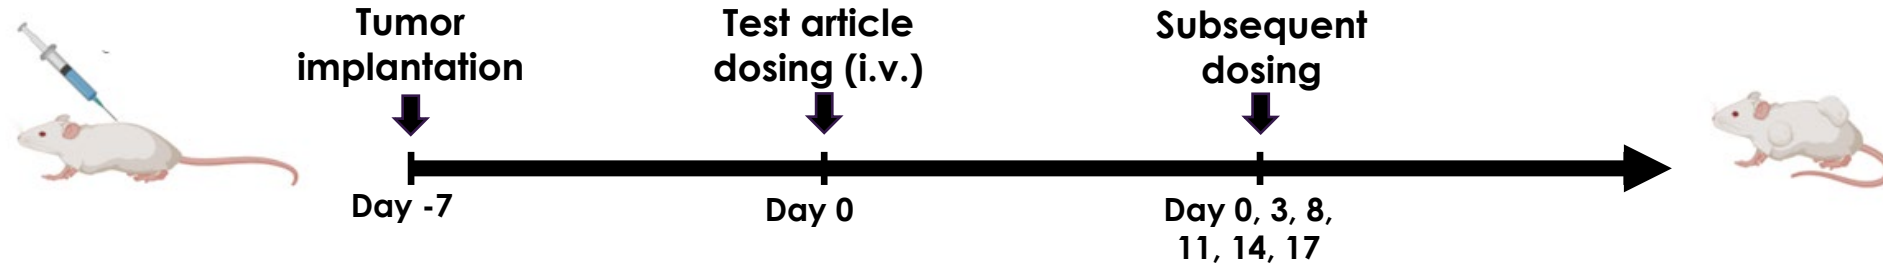 Tumor
implantation
Test article
dosing (i.v.)
Subsequent
dosing
Day -7
Day 0
Day 0, 3, 8,
11, 14, 17